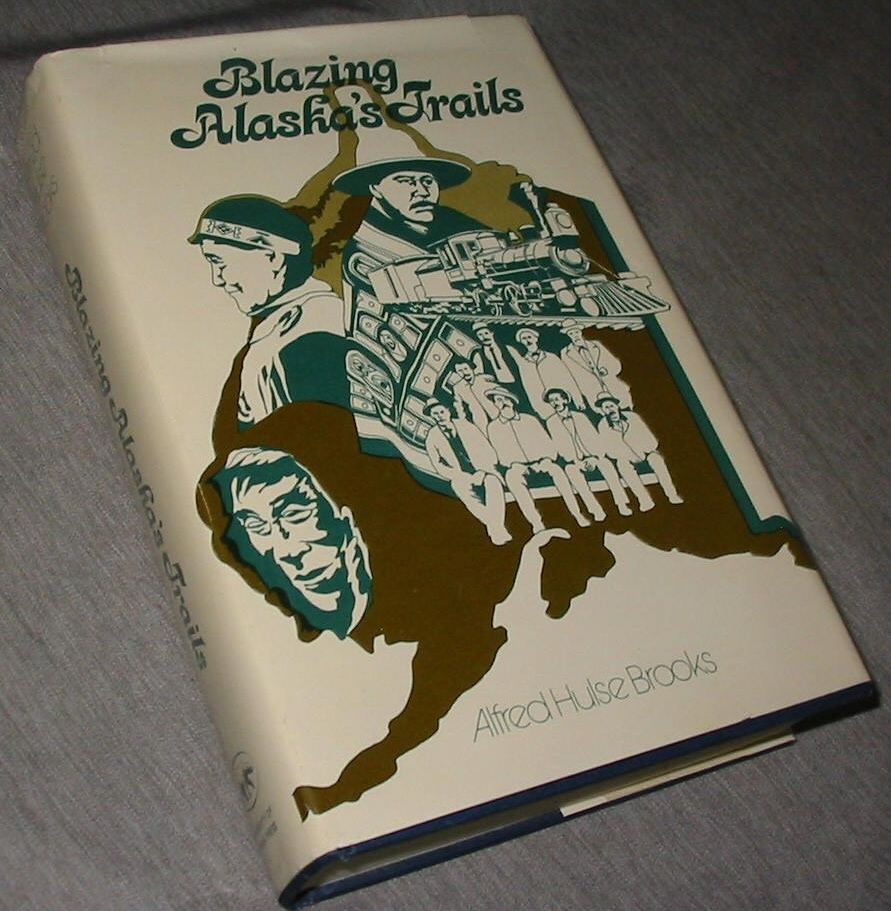 Blazing
Alaska's Trails
Alfred Hulse Brooks
Blazing Alaska's Trails